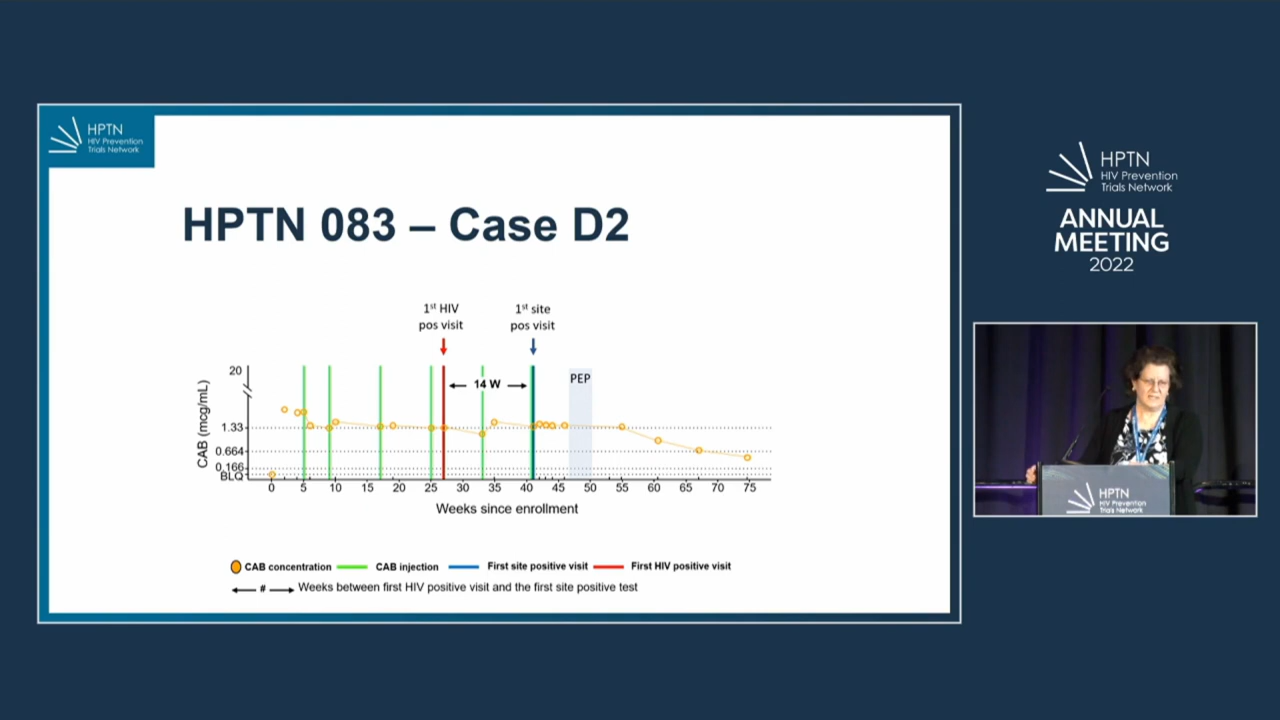 HPTN
HIV Prevention
Trials Network
HPTN 083 – Case D2
1st HIV
pos visit
1st site
pos visit
20
14 W
PEP
CAB (mcg/mL)
1.33
0.664
0.166
BLQ
0 5 10 15 20 25 30 35 40 45 50 55 60 65 70 75
Weeks since enrollment
CAB concentration CAB injection First site positive visit First HIV positive visit
# Weeks between first HIV positive visit and the first site positive test
HPTN
HIV Prevention
Trials Network
ANNUAL
MEETING
2022
HPTN
HIV Prevention
Trials Network